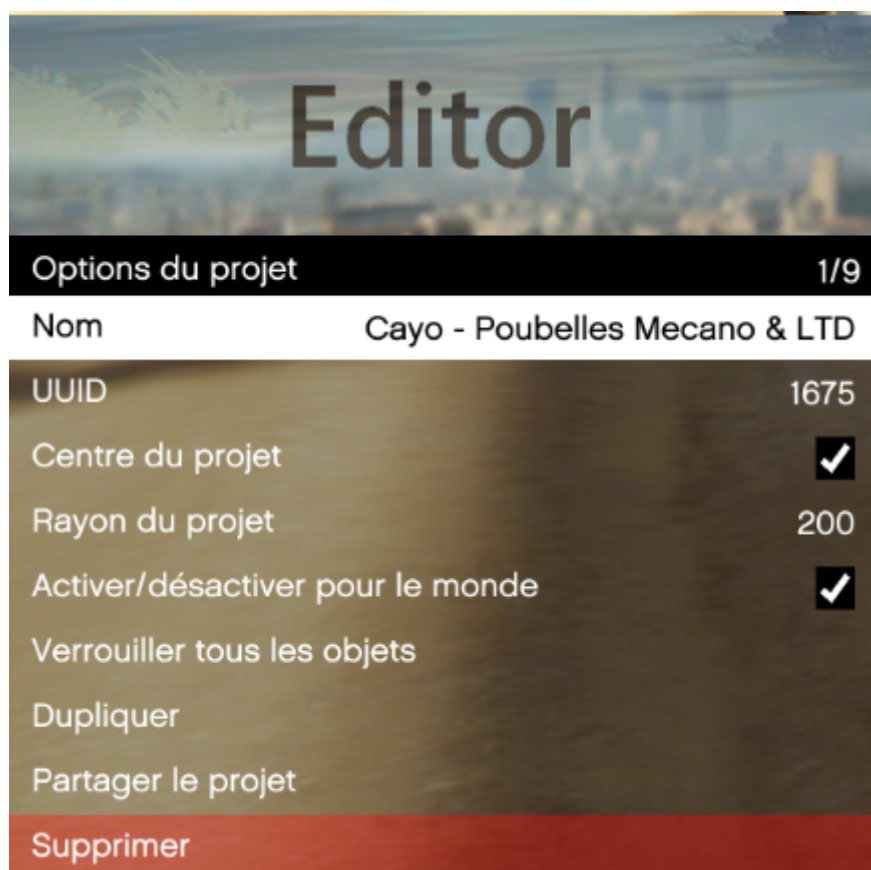 Editor
Options du projet 1/9
Nom Cayo - Poubelles Mecano & LTD
UUID 1675
Centre du projet
Rayon du projet 200
Activer/désactiver pour le monde
Verrouiller tous les objets
Dupliquer
Partager le projet
Supprimer